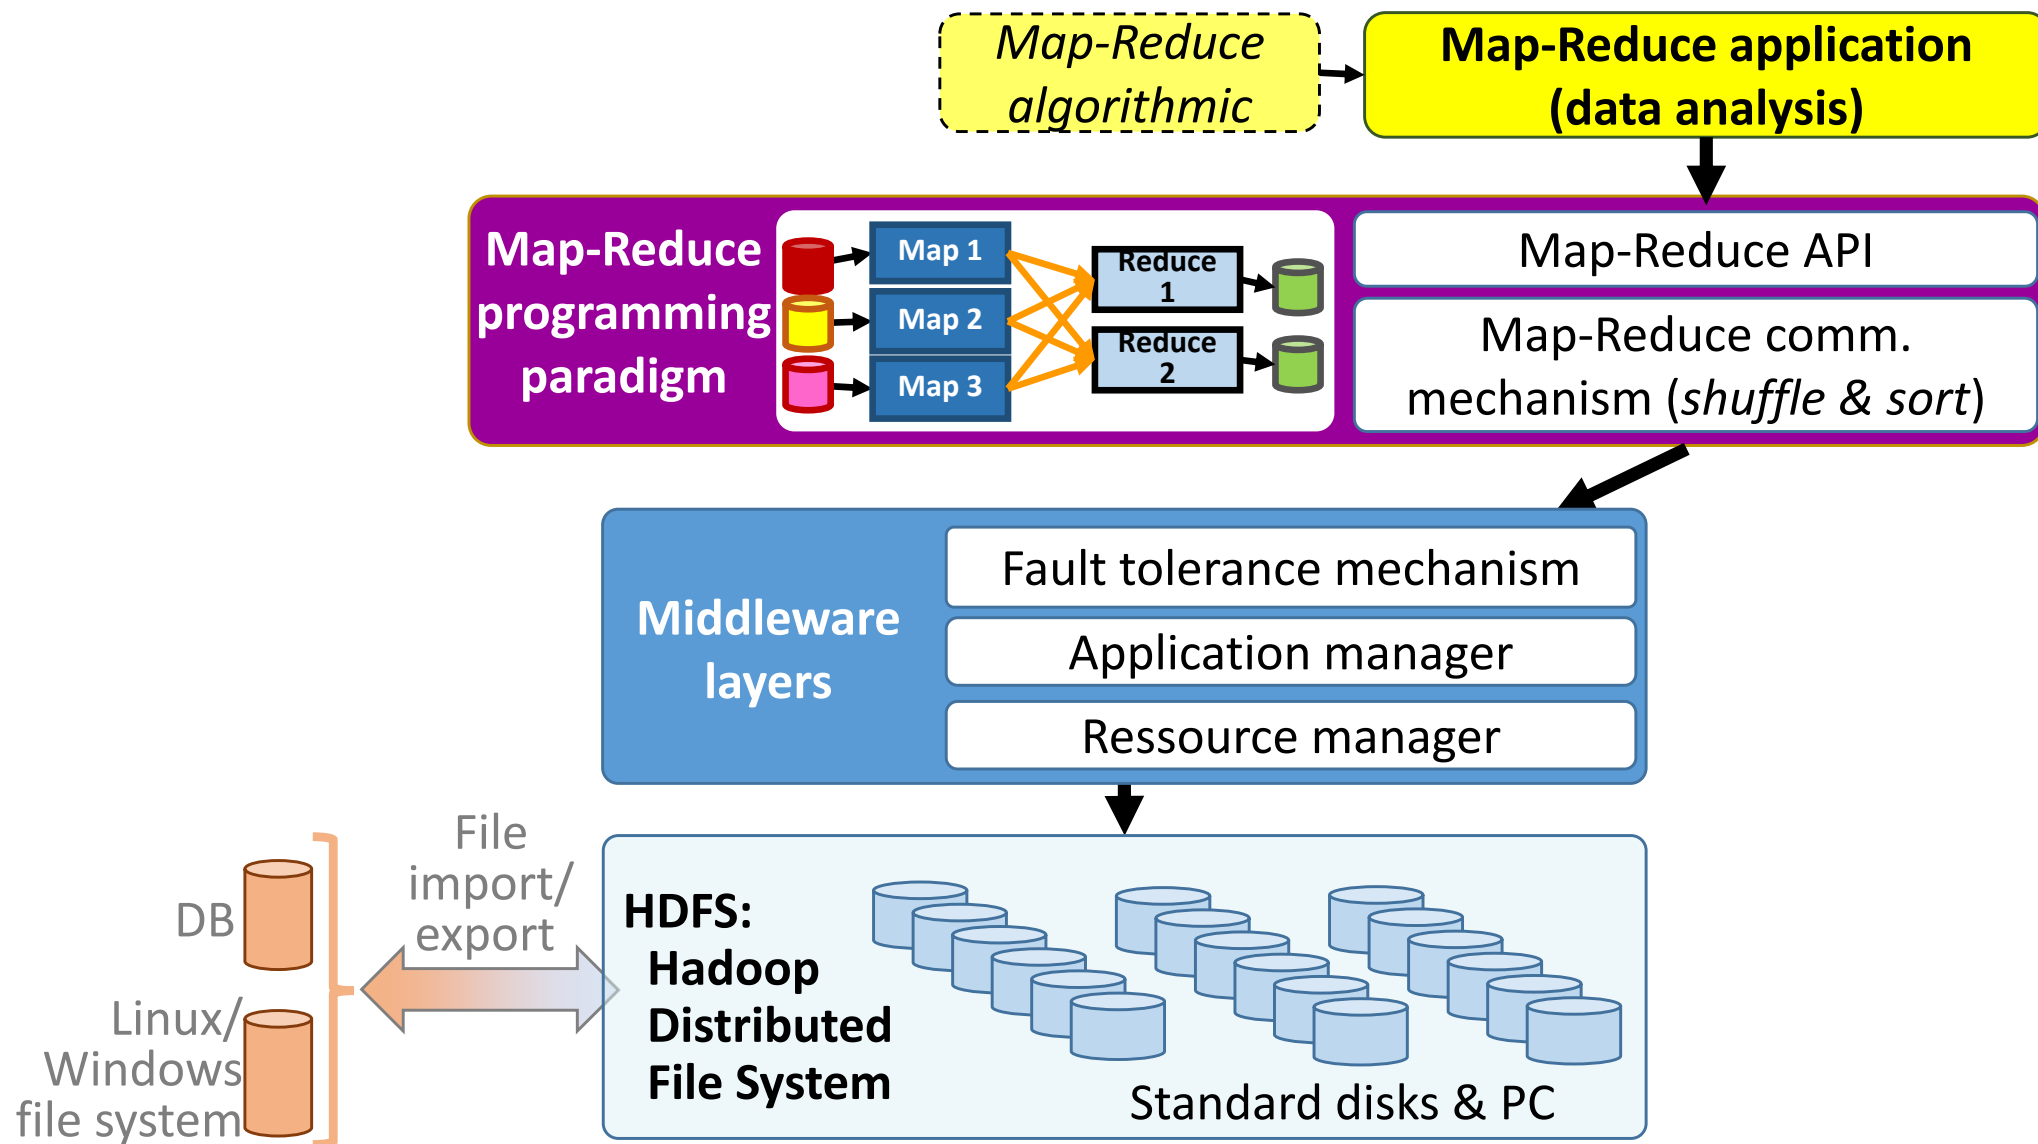 Map-Reduce
algorithmic
Map-Reduce application
(data analysis)
Map-Reduce
programming
paradigm
Map 1
Map 2
Map 3
Reduce
1
Reduce
2
Map-Reduce API
Map-Reduce comm.
mechanism (shuffle & sort)
Middleware
layers
Fault tolerance mechanism
Application manager
Ressource manager
File
import/
export
DB
Linux/
Windows
file system
HDFS:
Hadoop
Distributed
File System
Standard disks & PC